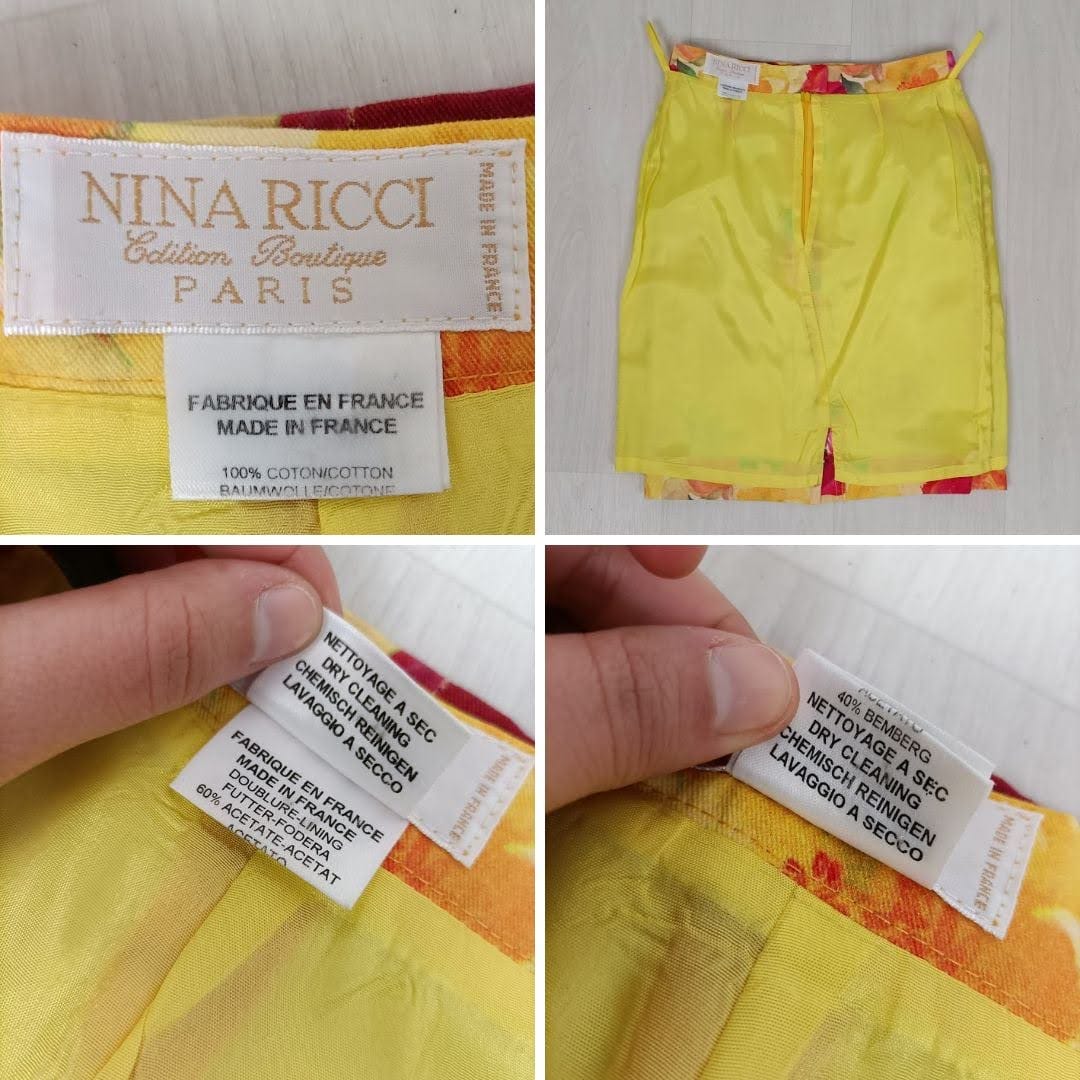 NINA RICCI
Edition Boutique
PARIS
MADE IN FRANCE
FABRIQUE EN FRANCE
MADE IN FRANCE
100% COTON/COTTON
BAUMWOLLE/COTONE
NINA RICCI
NETTOYAGE A SEC
DRY CLEANING
CHEMISCH REINIGEN
LAVAGGIO A SECCO
MADE IN FRANCE
FABRIQUE EN FRANCE
MADE IN FRANCE
DOUBLURE-LINING
FUTTER-FODERA
60% ACETATE-ACETAT
ACETATO
ACETATO
40% BEMBERG
NETTOYAGE A SEC
DRY CLEANING
CHEMISCH REINIGEN
LAVAGGIO A SECCO
MADE IN FRANCE